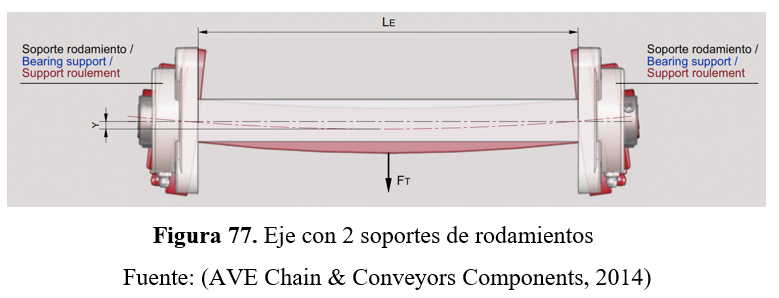 LE
Soporte rodamiento /
Bearing support /
Support roulement
Soporte rodamiento /
Bearing support /
Support roulement
Y
FT
Figura 77. Eje con 2 soportes de rodamientos
Fuente: (AVE Chain & Conveyors Components, 2014)